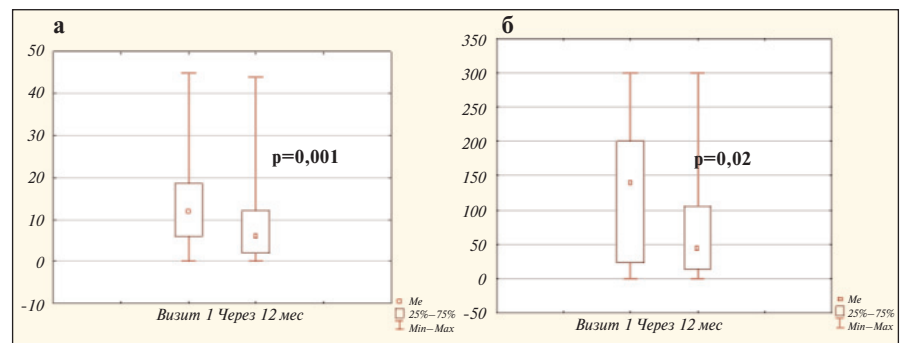 а
50
40
30
20
10
0
-10
p=0,001
Визит 1 Через 12 мес
Me
25%–75%
Min–Max
б
350
300
250
200
150
100
50
0
-50
p=0,02
Визит 1 Через 12 мес
Me
25%–75%
Min–Max